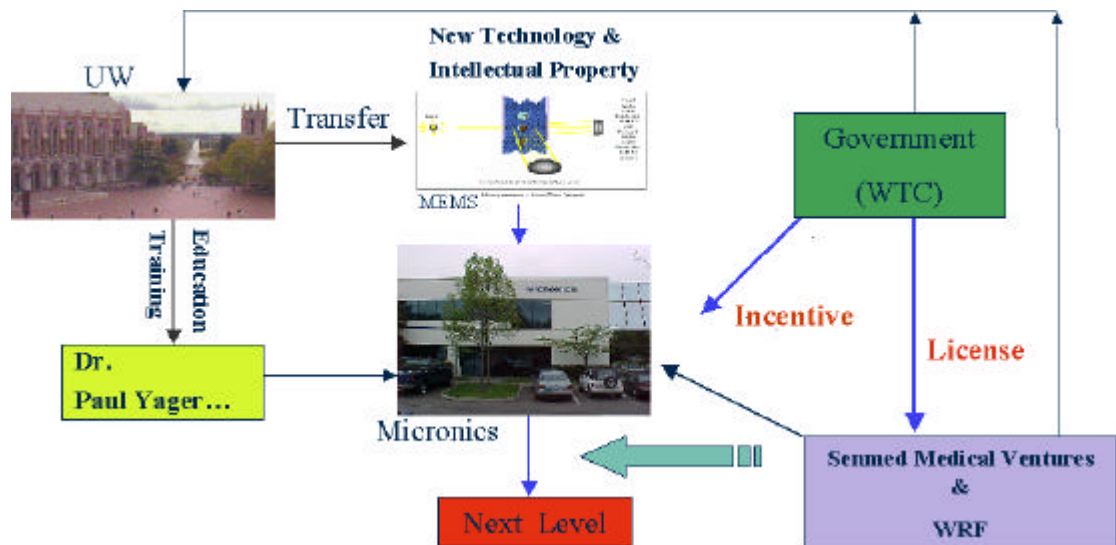 New Technology &
Intellectual Property
UW
Transfer
MEMS
Government
(WTC)
Education
Training
Incentive
License
Dr.
Paul Yager…
Micronics
Senmed Medical Ventures
&
WRF
Next Level